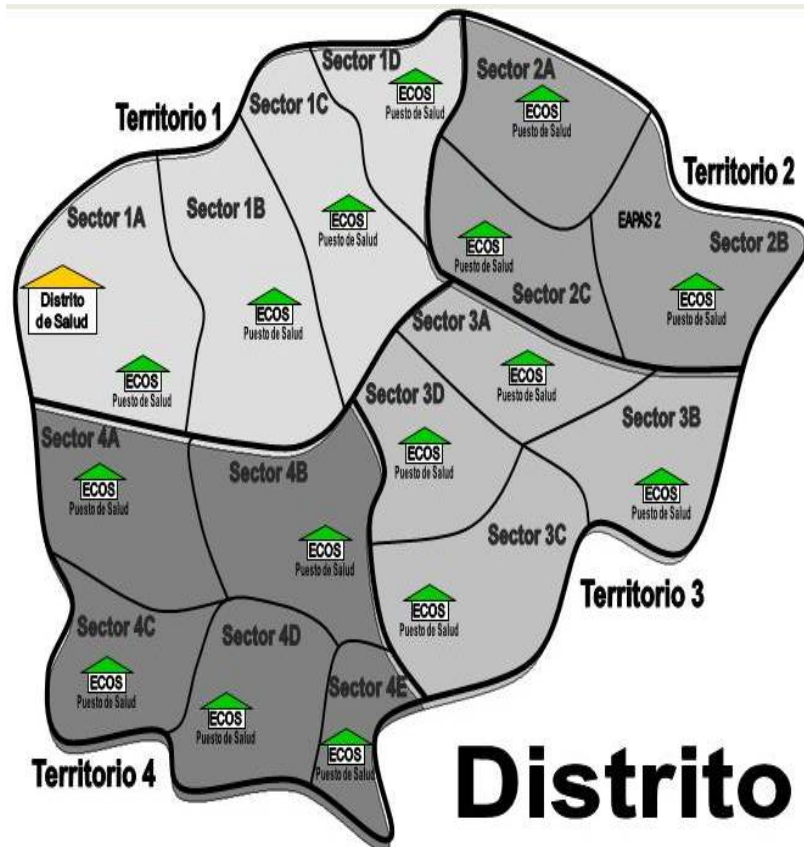 Sector 1D
Sector 2A
ECOS
Puesto de Salud
ECOS
Puesto de Salud
Sector 1C
Territorio 1
Territorio 2
Sector 1A
Sector 1B
ECOS
Puesto de Salud
EAPAS 2
Sector 2B
ECOS
Puesto de Salud
Distrito
de Salud
ECOS
Puesto de Salud
Sector 2C
ECOS
Puesto de Salud
Sector 3A
ECOS
Puesto de Salud
ECOS
Puesto de Salud
Sector 3D
Sector 3B
Sector 4A
ECOS
Puesto de Salud
Sector 4B
ECOS
Puesto de Salud
ECOS
Puesto de Salud
Sector 3C
ECOS
Puesto de Salud
Territorio 3
ECOS
Puesto de Salud
Sector 4C
Sector 4D
ECOS
Puesto de Salud
Sector 4E
ECOS
Puesto de Salud
ECOS
Puesto de Salud
Territorio 4
Distrito